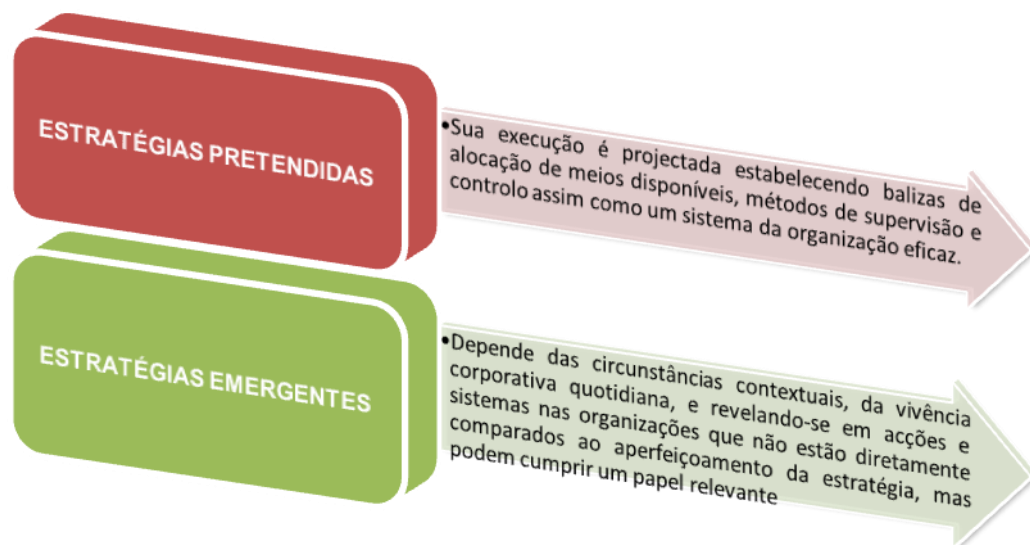 ESTRATÉGIAS PRETENDIDAS
•Sua execução é projectada estabelecendo balizas de
alocação de meios disponíveis, métodos de supervisão e
controlo assim como um sistema da organização eficaz.
ESTRATÉGIAS EMERGENTES
•Depende das circunstâncias contextuais, da vivência
corporativa quotidiana, e revelando-se em acções e
sistemas nas organizações que não estão diretamente
comparados ao aperfeiçoamento da estratégia, mas
podem cumprir um papel relevante